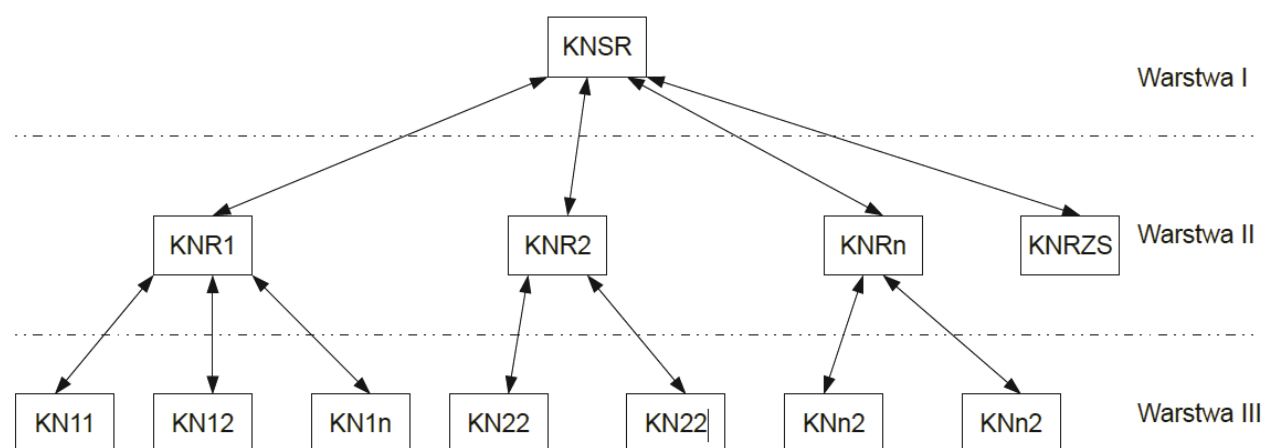 KNSR
Warstwa I
KNR1
KNR2
KNRn
KNRZS
Warstwa II
KN11
KN12
KN1n
KN22
KN22
KNn2
KNn2
Warstwa III